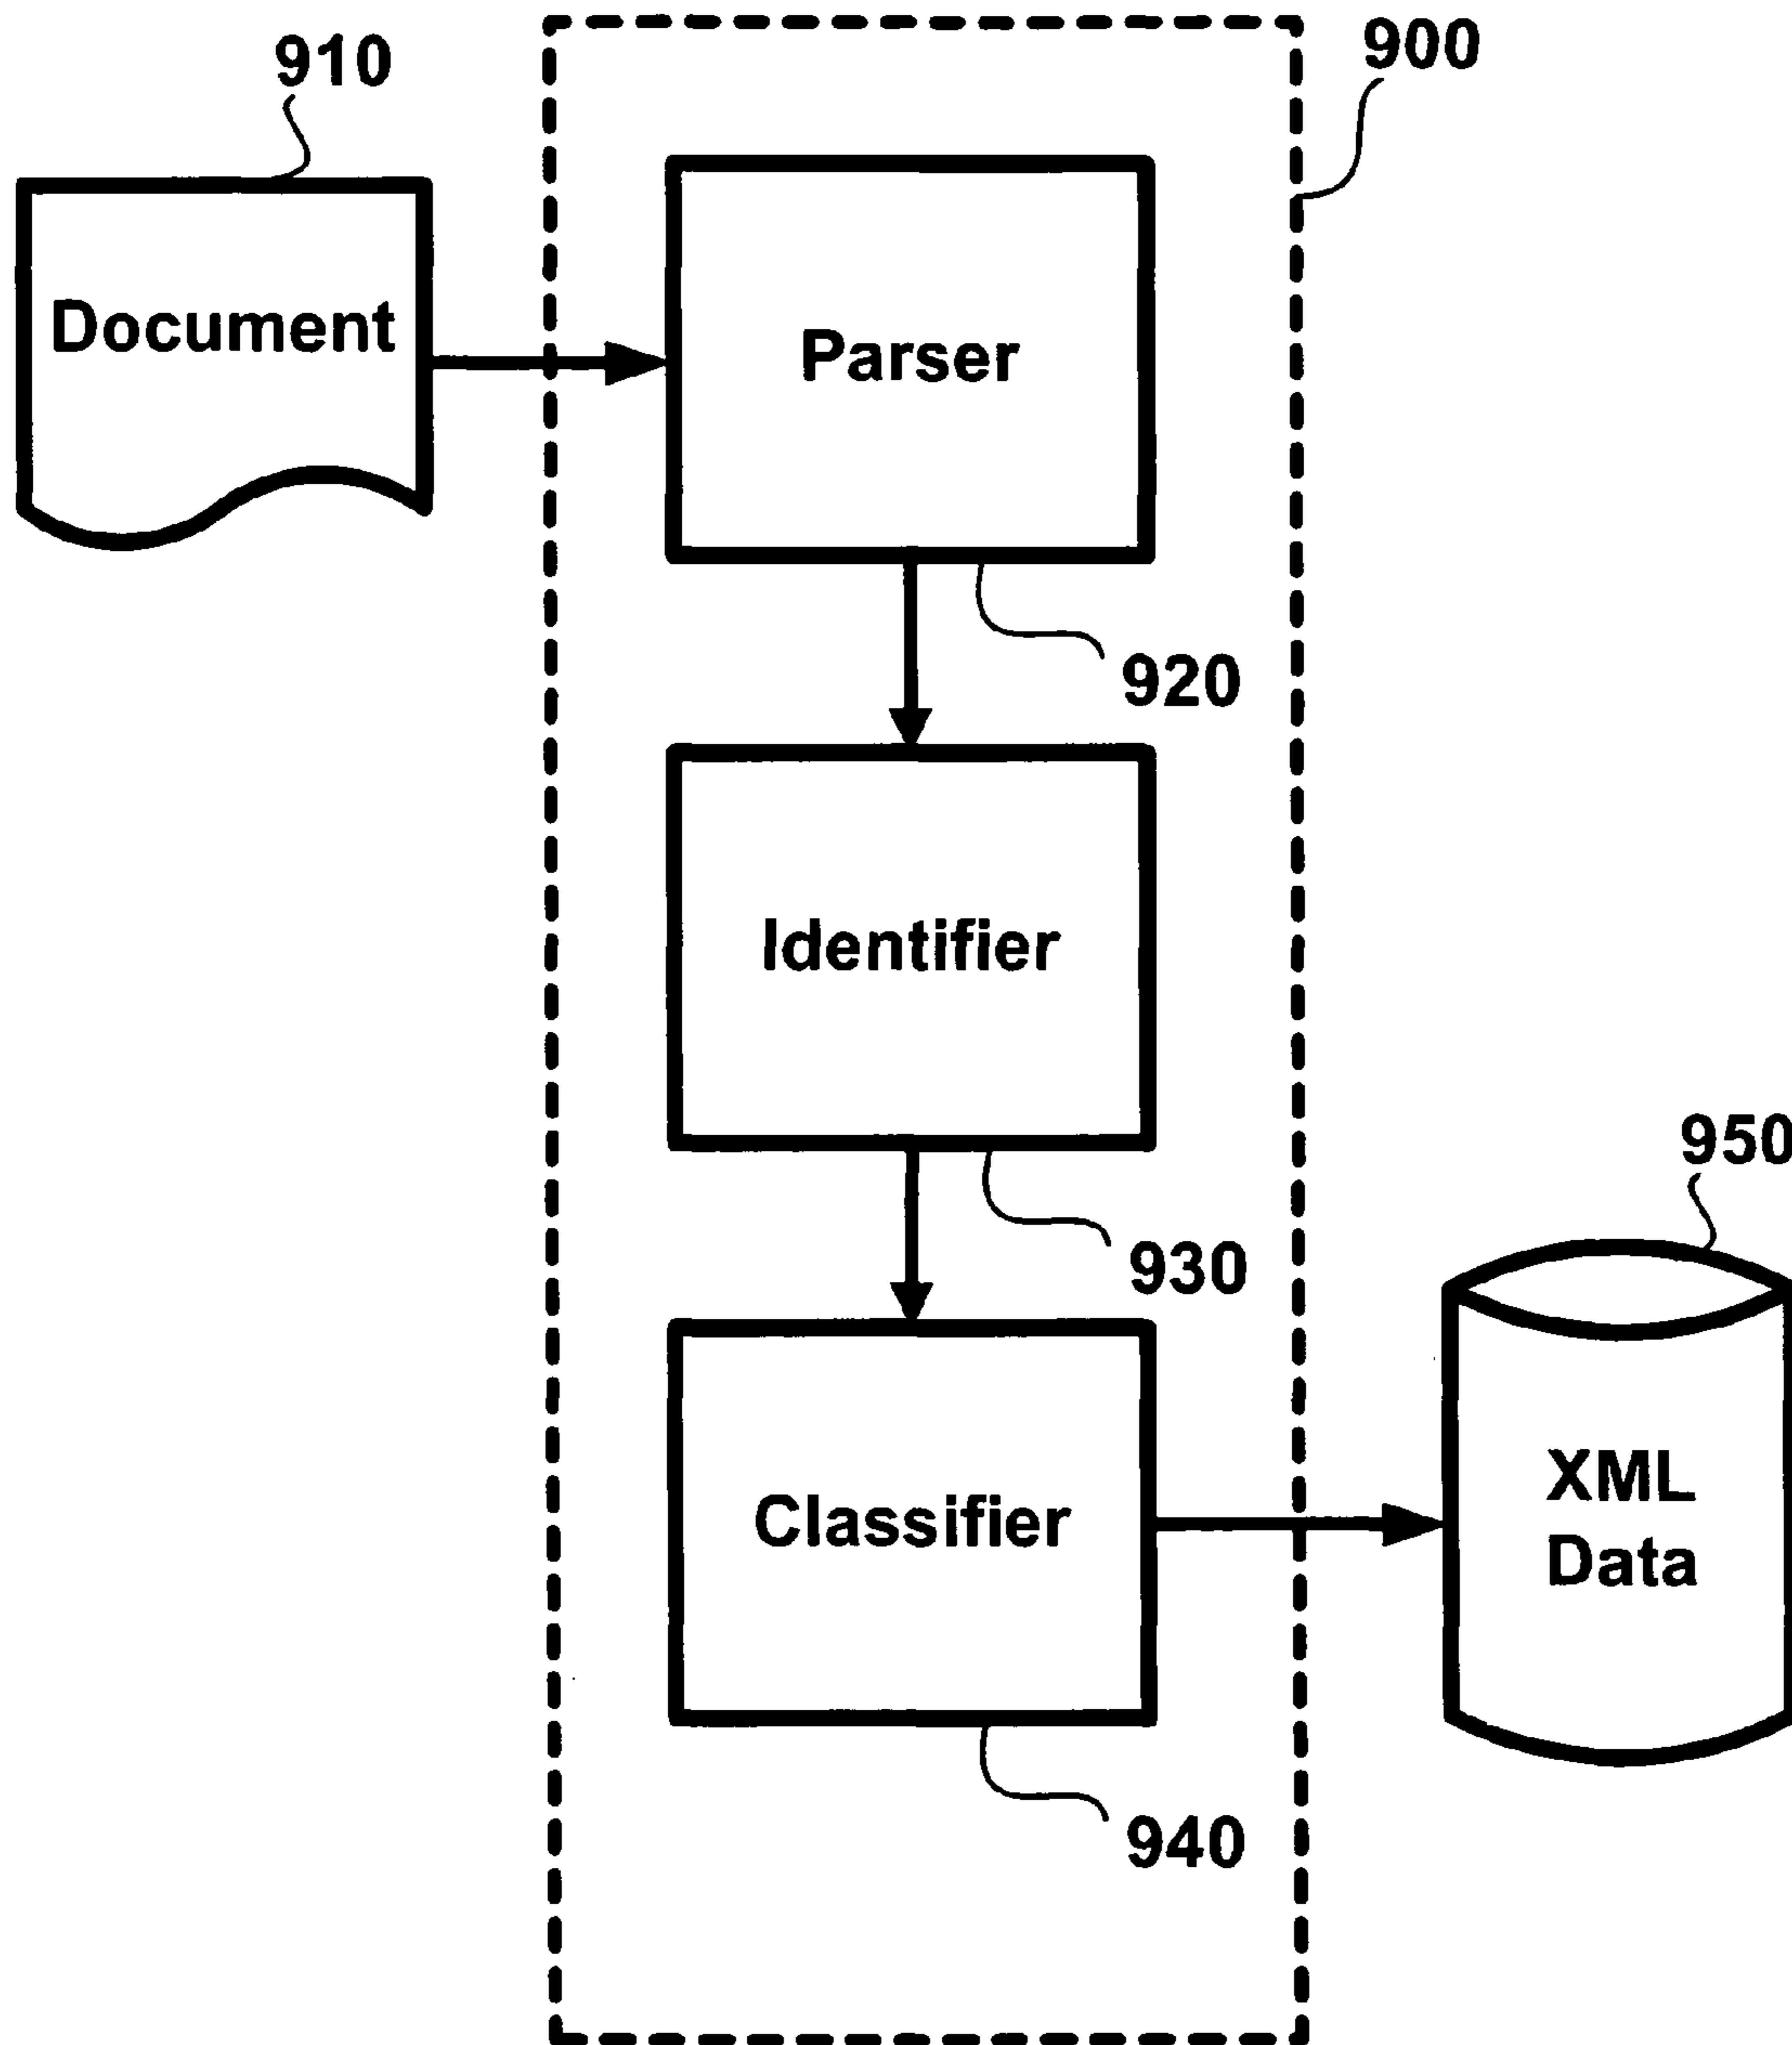 910
900
Document
Parser
920
Identifier
950
930
XML
Data
Classifier
940